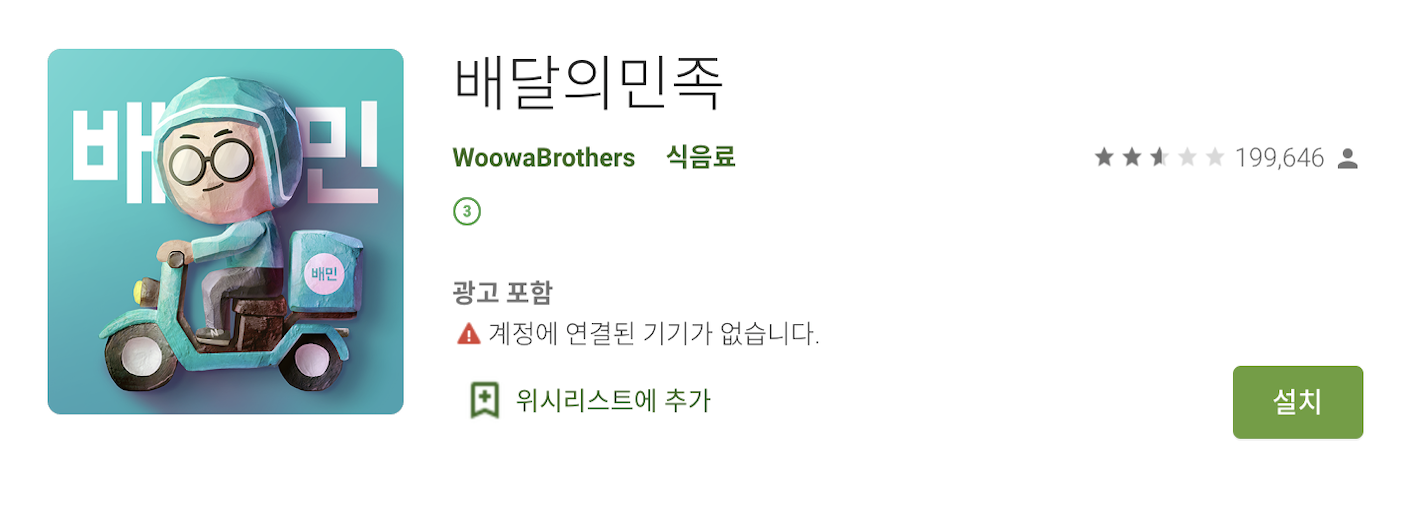 배민
배민
배달의민족
WoowaBrothers 식음료
199,646
3
광고 포함
계정에 연결된 기기가 없습니다.
위시리스트에 추가
설치